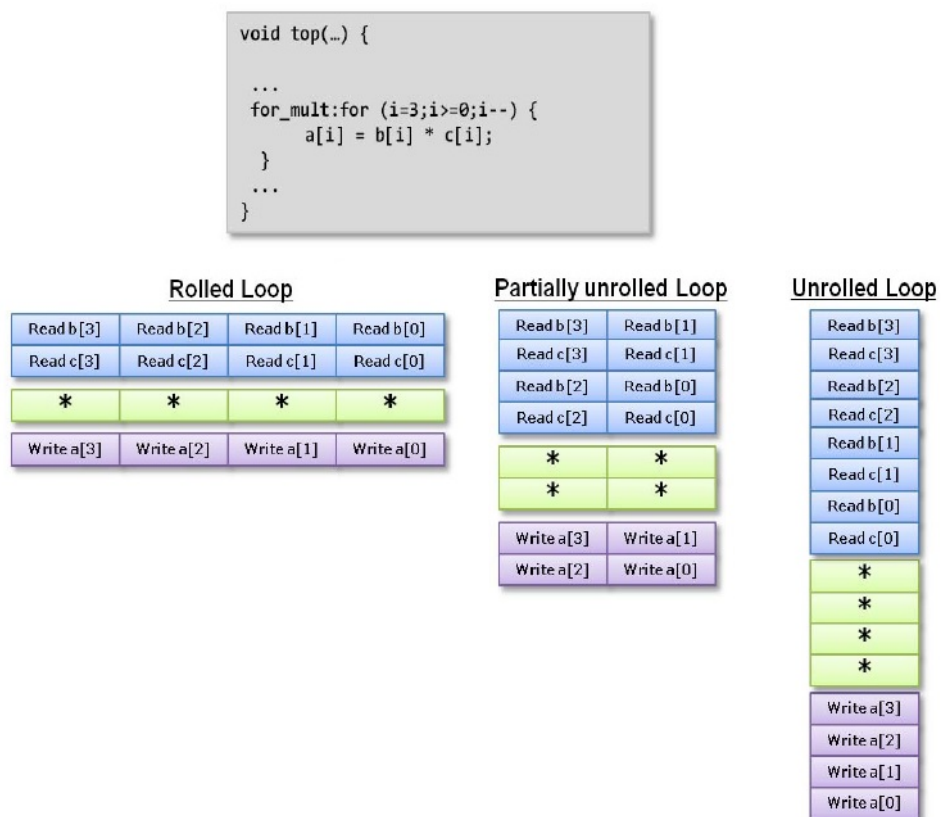 void top(…) {
...
for_mult:for (i=3;i>=0;i--) {
a[i] = b[i] * c[i];
}
...
}
Rolled Loop
Read b[3] Read b[2] Read b[1] Read b[0]
Read c[3] Read c[2] Read c[1] Read c[0]
* * * *
Write a[3] Write a[2] Write a[1] Write a[0]
Partially unrolled Loop
Read b[3] Read b[1]
Read c[3] Read c[1]
Read b[2] Read b[0]
Read c[2] Read c[0]
* *
* *
Write a[3] Write a[1]
Write a[2] Write a[0]
Unrolled Loop
Read b[3]
Read c[3]
Read b[2]
Read c[2]
Read b[1]
Read c[1]
Read b[0]
Read c[0]
*
*
*
*
Write a[3]
Write a[2]
Write a[1]
Write a[0]